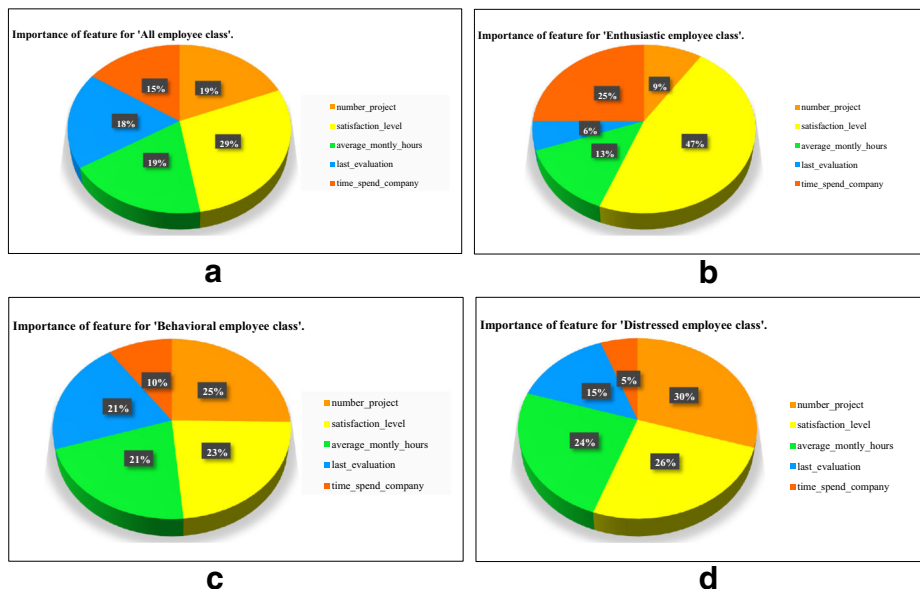 Importance of feature for 'All employee class'.
15%
19%
18%
29%
19%
number_project
satisfaction_level
average_montly_hours
last_evaluation
time_spend_company
a
Importance of feature for 'Enthusiastic employee class'.
9%
25%
6%
47%
13%
number_project
satisfaction_level
average_montly_hours
last_evaluation
time_spend_company
b
Importance of feature for 'Behavioral employee class'.
10%
25%
21%
23%
21%
number_project
satisfaction_level
average_montly_hours
last_evaluation
time_spend_company
c
Importance of feature for 'Distressed employee class'.
5%
15%
30%
24%
26%
number_project
satisfaction_level
average_montly_hours
last_evaluation
time_spend_company
d